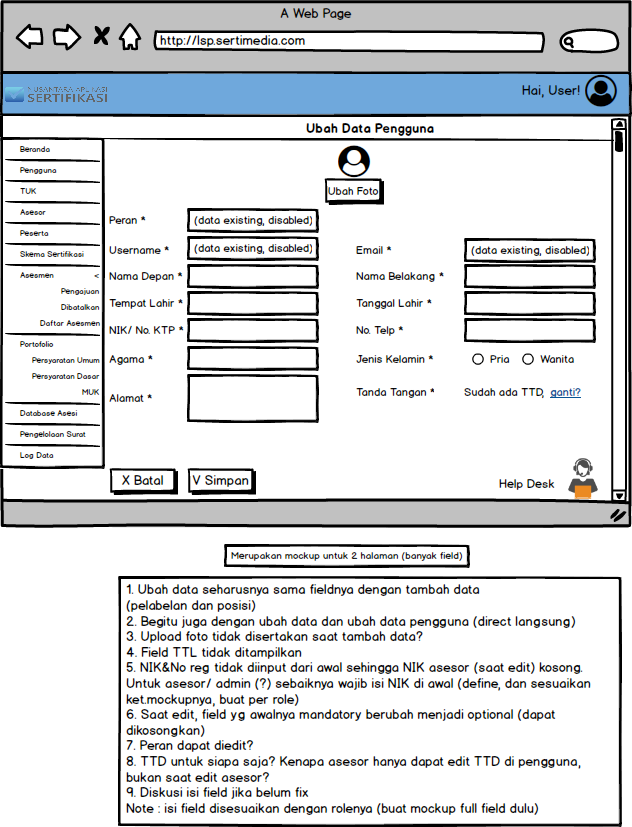 A Web Page
http://lsp.sertimedia.com
NUSANTARA APLIKASI
SERTIFIKASI
Hai, User!
Ubah Data Pengguna
Beranda
Pengguna
TUK
Asesor
Peserta
Skema Sertifikasi
Asesmen <
Pengajuan
Dibatalkan
Daftar Asesmen
Portofolio
Persyaratan Umum
Persyaratan Dasar
MUK
Database Asesi
Pengelolaan Surat
Log Data
Ubah Foto
Peran * (data existing, disabled)
Username * (data existing, disabled) Email * (data existing, disabled)
Nama Depan * Nama Belakang *
Tempat Lahir * Tanggal Lahir *
NIK/ No. KTP * No. Telp *
Agama * Jenis Kelamin * Pria Wanita
Alamat * Tanda Tangan * Sudah ada TTD, ganti?
X Batal V Simpan
Help Desk
Merupakan mockup untuk 2 halaman (banyak field)
1. Ubah data seharusnya sama fieldnya dengan tambah data
(pelabelan dan posisi)
2. Begitu juga dengan ubah data dan ubah data pengguna (direct langsung)
3. Upload foto tidak disertakan saat tambah data?
4. Field TTL tidak ditampilkan
5. NIK&No reg tidak diinput dari awal sehingga NIK asesor (saat edit) kosong.
Untuk asesor/ admin (?) sebaiknya wajib isi NIK di awal (define, dan sesuaikan
ket.mockupnya, buat per role)
6. Saat edit, field yg awalnya mandatory berubah menjadi optional (dapat
dikosongkan)
7. Peran dapat diedit?
8. TTD untuk siapa saja? Kenapa asesor hanya dapat edit TTD di pengguna,
bukan saat edit asesor?
9. Diskusi isi field jika belum fix
Note : isi field disesuaikan dengan rolenya (buat mockup full field dulu)